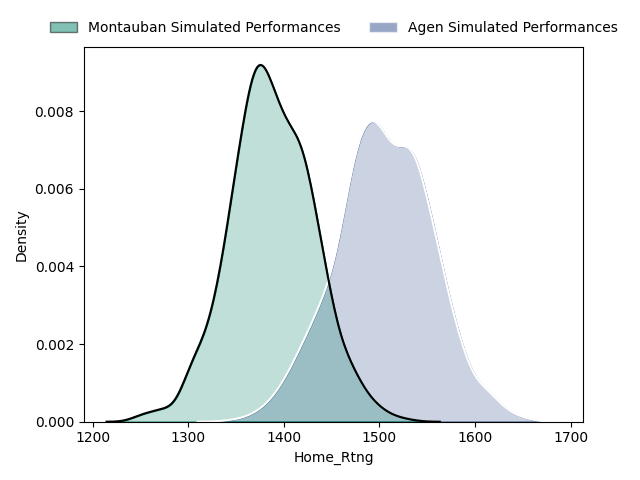 Montauban Simulated Performances
Agen Simulated Performances
0.008
0.006
0.004
0.002
0.000
Density
1200 1300 1400 1500 1600 1700
Home_Rtng